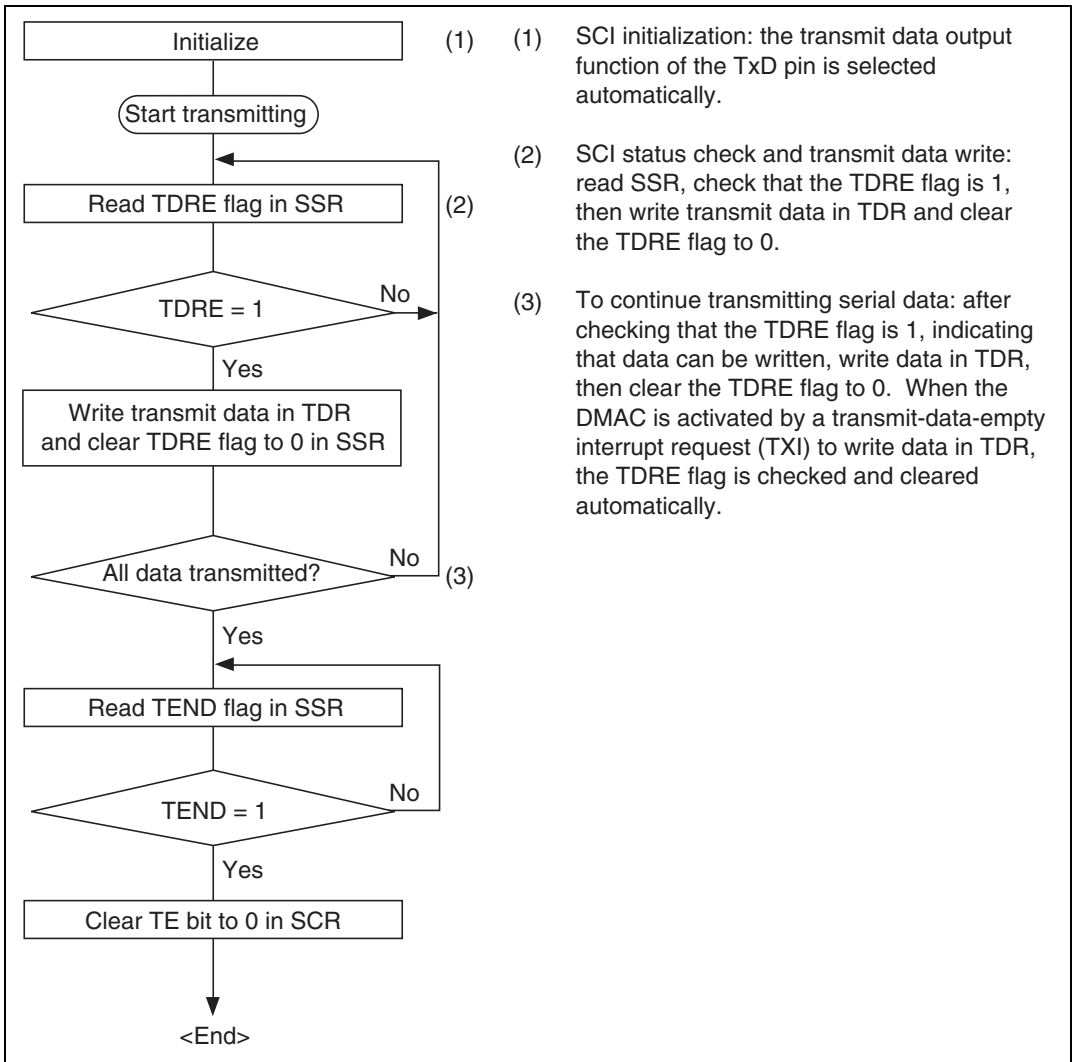 Initialize
(1)
Start transmitting
Read TDRE flag in SSR
(2)
TDRE = 1
No
Yes
Write transmit data in TDR
and clear TDRE flag to 0 in SSR
All data transmitted?
No
(3)
Yes
Read TEND flag in SSR
TEND = 1
No
Yes
Clear TE bit to 0 in SCR
<End>
(1) SCI initialization: the transmit data output
function of the TxD pin is selected
automatically.
(2) SCI status check and transmit data write:
read SSR, check that the TDRE flag is 1,
then write transmit data in TDR and clear
the TDRE flag to 0.
(3) To continue transmitting serial data: after
checking that the TDRE flag is 1, indicating
that data can be written, write data in TDR,
then clear the TDRE flag to 0.  When the
DMAC is activated by a transmit-data-empty
interrupt request (TXI) to write data in TDR,
the TDRE flag is checked and cleared
automatically.